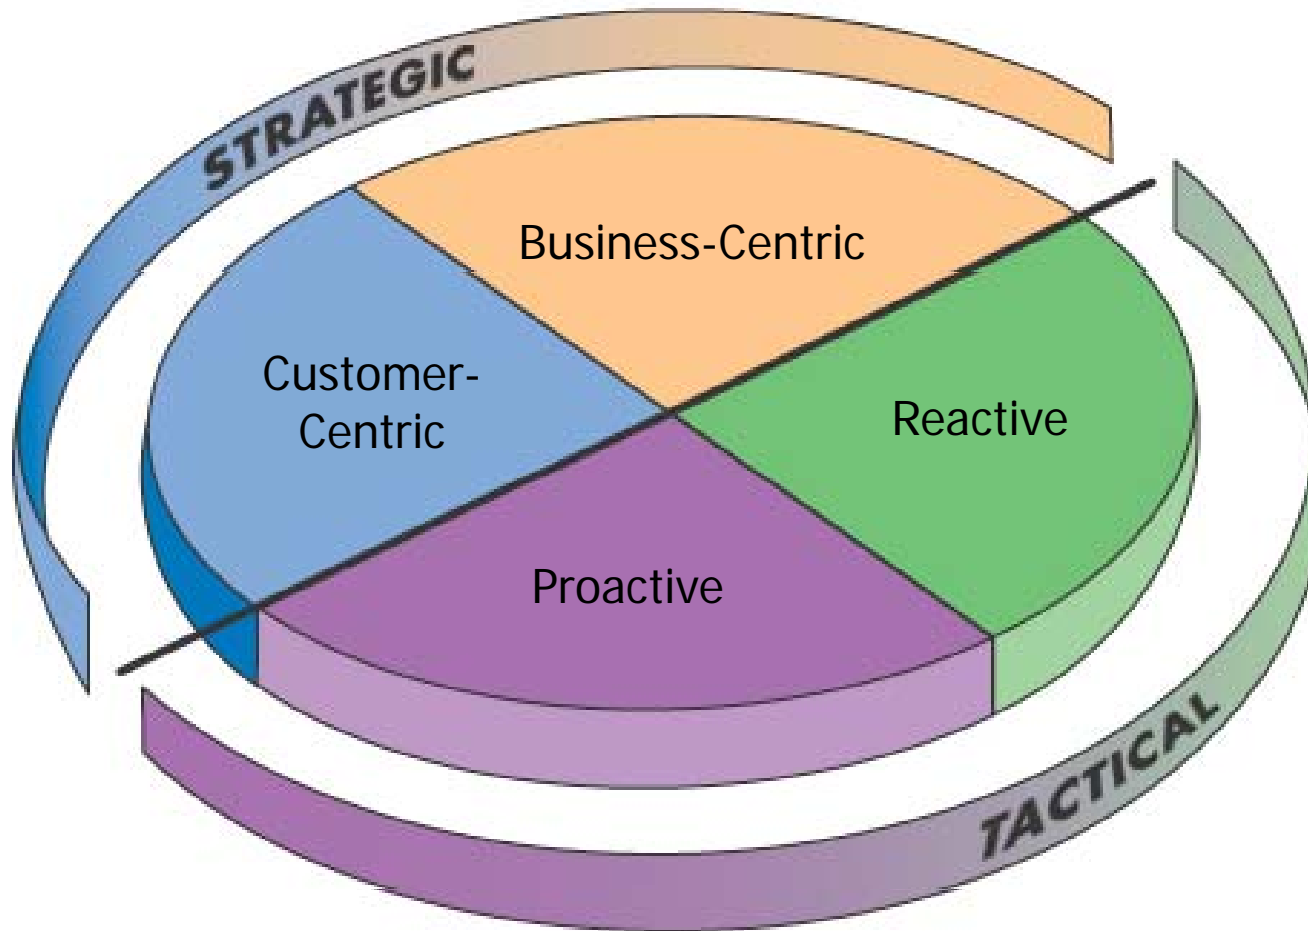 STRATEGIC
Business-Centric
Customer-
Centric
Reactive
Proactive
TACTICAL